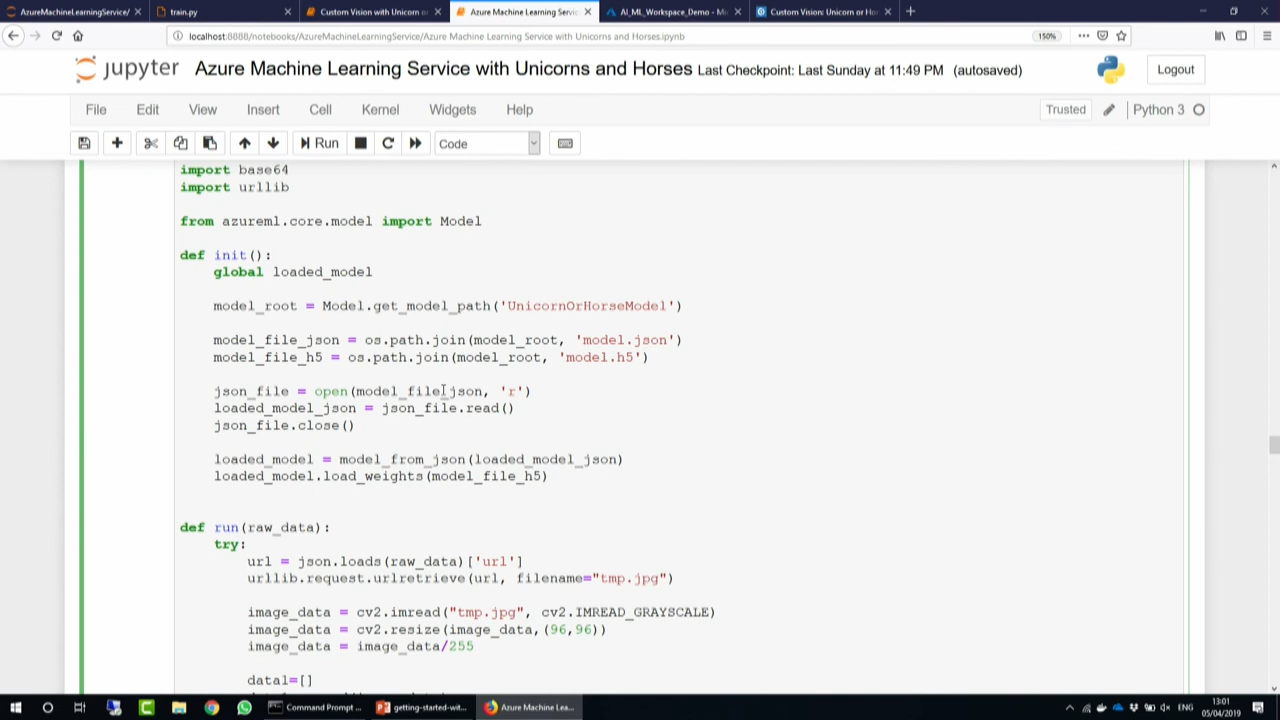 AzureMachineLearningService/
train.py
Custom Vision with Unicorn o
Azure Machine Learning Servic
AI_ML_Workspace_Demo - Mi
Custom Vision: Unicorn or Ho
localhost:8888/notebooks/AzureMachineLearningService/Azure Machine Learning Service with Unicorns and Horses.ipynb
150%
jupyter Azure Machine Learning Service with Unicorns and Horses Last Checkpoint: Last Sunday at 11:49 PM (autosaved)
Logout
File Edit View Insert Cell Kernel Widgets Help
Trusted
Python 3
Run
Code
import base64
import urllib
from azureml.core.model import Model
def init():
global loaded_model
model_root = Model.get_model_path('UnicornOrHorseModel')
model_file_json = os.path.join(model_root, 'model.json')
model_file_h5 = os.path.join(model_root, 'model.h5')
json_file = open(model_file_json, 'r')
loaded_model_json = json_file.read()
json_file.close()
loaded_model = model_from_json(loaded_model_json)
loaded_model.load_weights(model_file_h5)
def run(raw_data):
try:
url = json.loads(raw_data)['url']
urllib.request.urlretrieve(url, filename="tmp.jpg")
image_data = cv2.imread("tmp.jpg", cv2.IMREAD_GRAYSCALE)
image_data = cv2.resize(image_data,(96,96))
image_data = image_data/255
data1=[]
Command Prompt ...
getting-started-wit...
Azure Machine Lea...
ENG
13:01
05/04/2019